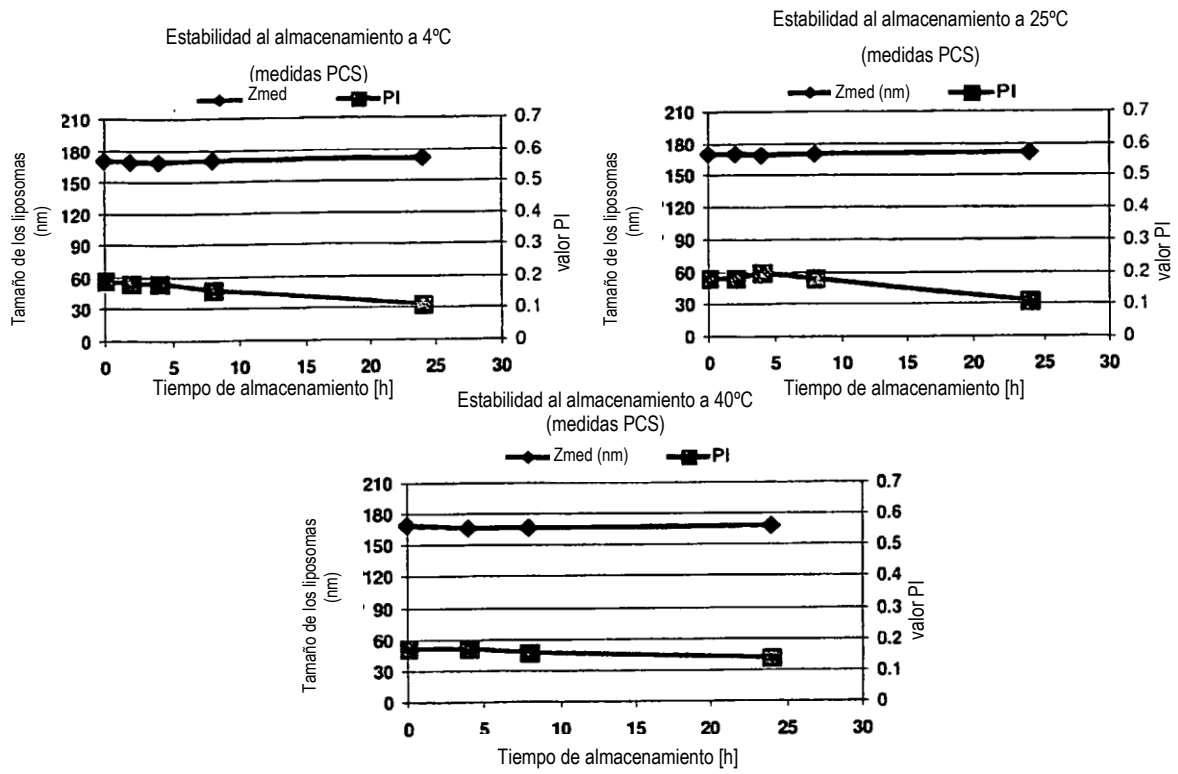 Estabilidad al almacenamiento a 4ºC
(medidas PCS)
Zmed PI
210
180
150
120
90
60
30
0
0.7
0.6
0.5
0.4
0.3
0.2
0.1
0
0 5 10 15 20 25 30
Tamaño de los liposomas
(nm)
valor PI
Tiempo de almacenamiento [h]
Estabilidad al almacenamiento a 25ºC
(medidas PCS)
Zmed (nm) PI
210
180
150
120
90
60
30
0
0.7
0.6
0.5
0.4
0.3
0.2
0.1
0
0 5 10 15 20 25 30
Tamaño de los liposomas
(nm)
valor PI
Tiempo de almacenamiento [h]
Estabilidad al almacenamiento a 40ºC
(medidas PCS)
Zmed (nm) PI
210
180
150
120
90
60
30
0
0.7
0.6
0.5
0.4
0.3
0.2
0.1
0
0 5 10 15 20 25 30
Tamaño de los liposomas
(nm)
valor PI
Tiempo de almacenamiento [h]